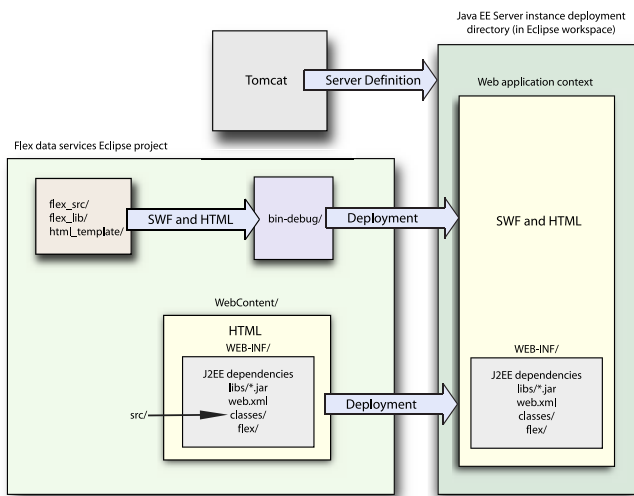 Java EE Server instance deployment
directory (in Eclipse workspace)
Tomcat
Server Definition
Web application context
Flex data services Eclipse project
flex_src/
flex_lib/
html_template/
SWF and HTML
bin-debug/
Deployment
SWF and HTML
WebContent/
HTML
WEB-INF/
J2EE dependencies
libs/*.jar
web.xml
classes/
flex/
src/
Deployment
WEB-INF/
J2EE dependencies
libs/*.jar
web.xml
classes/
flex/